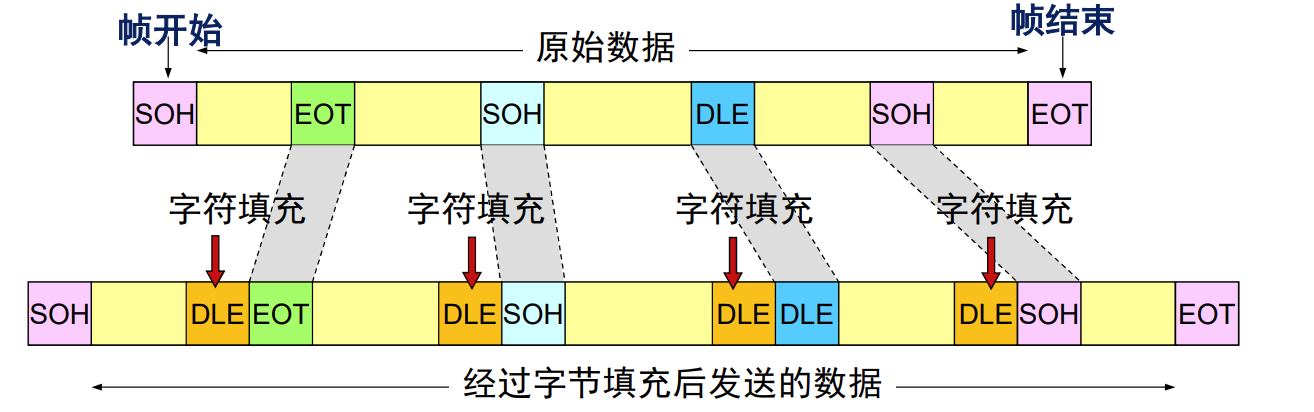 帧开始 帧结束
原始数据
SOH EOT SOH DLE SOH EOT
字符填充 字符填充 字符填充 字符填充
SOH DLE EOT DLE SOH DLE DLE DLE SOH EOT
经过字节填充后发送的数据